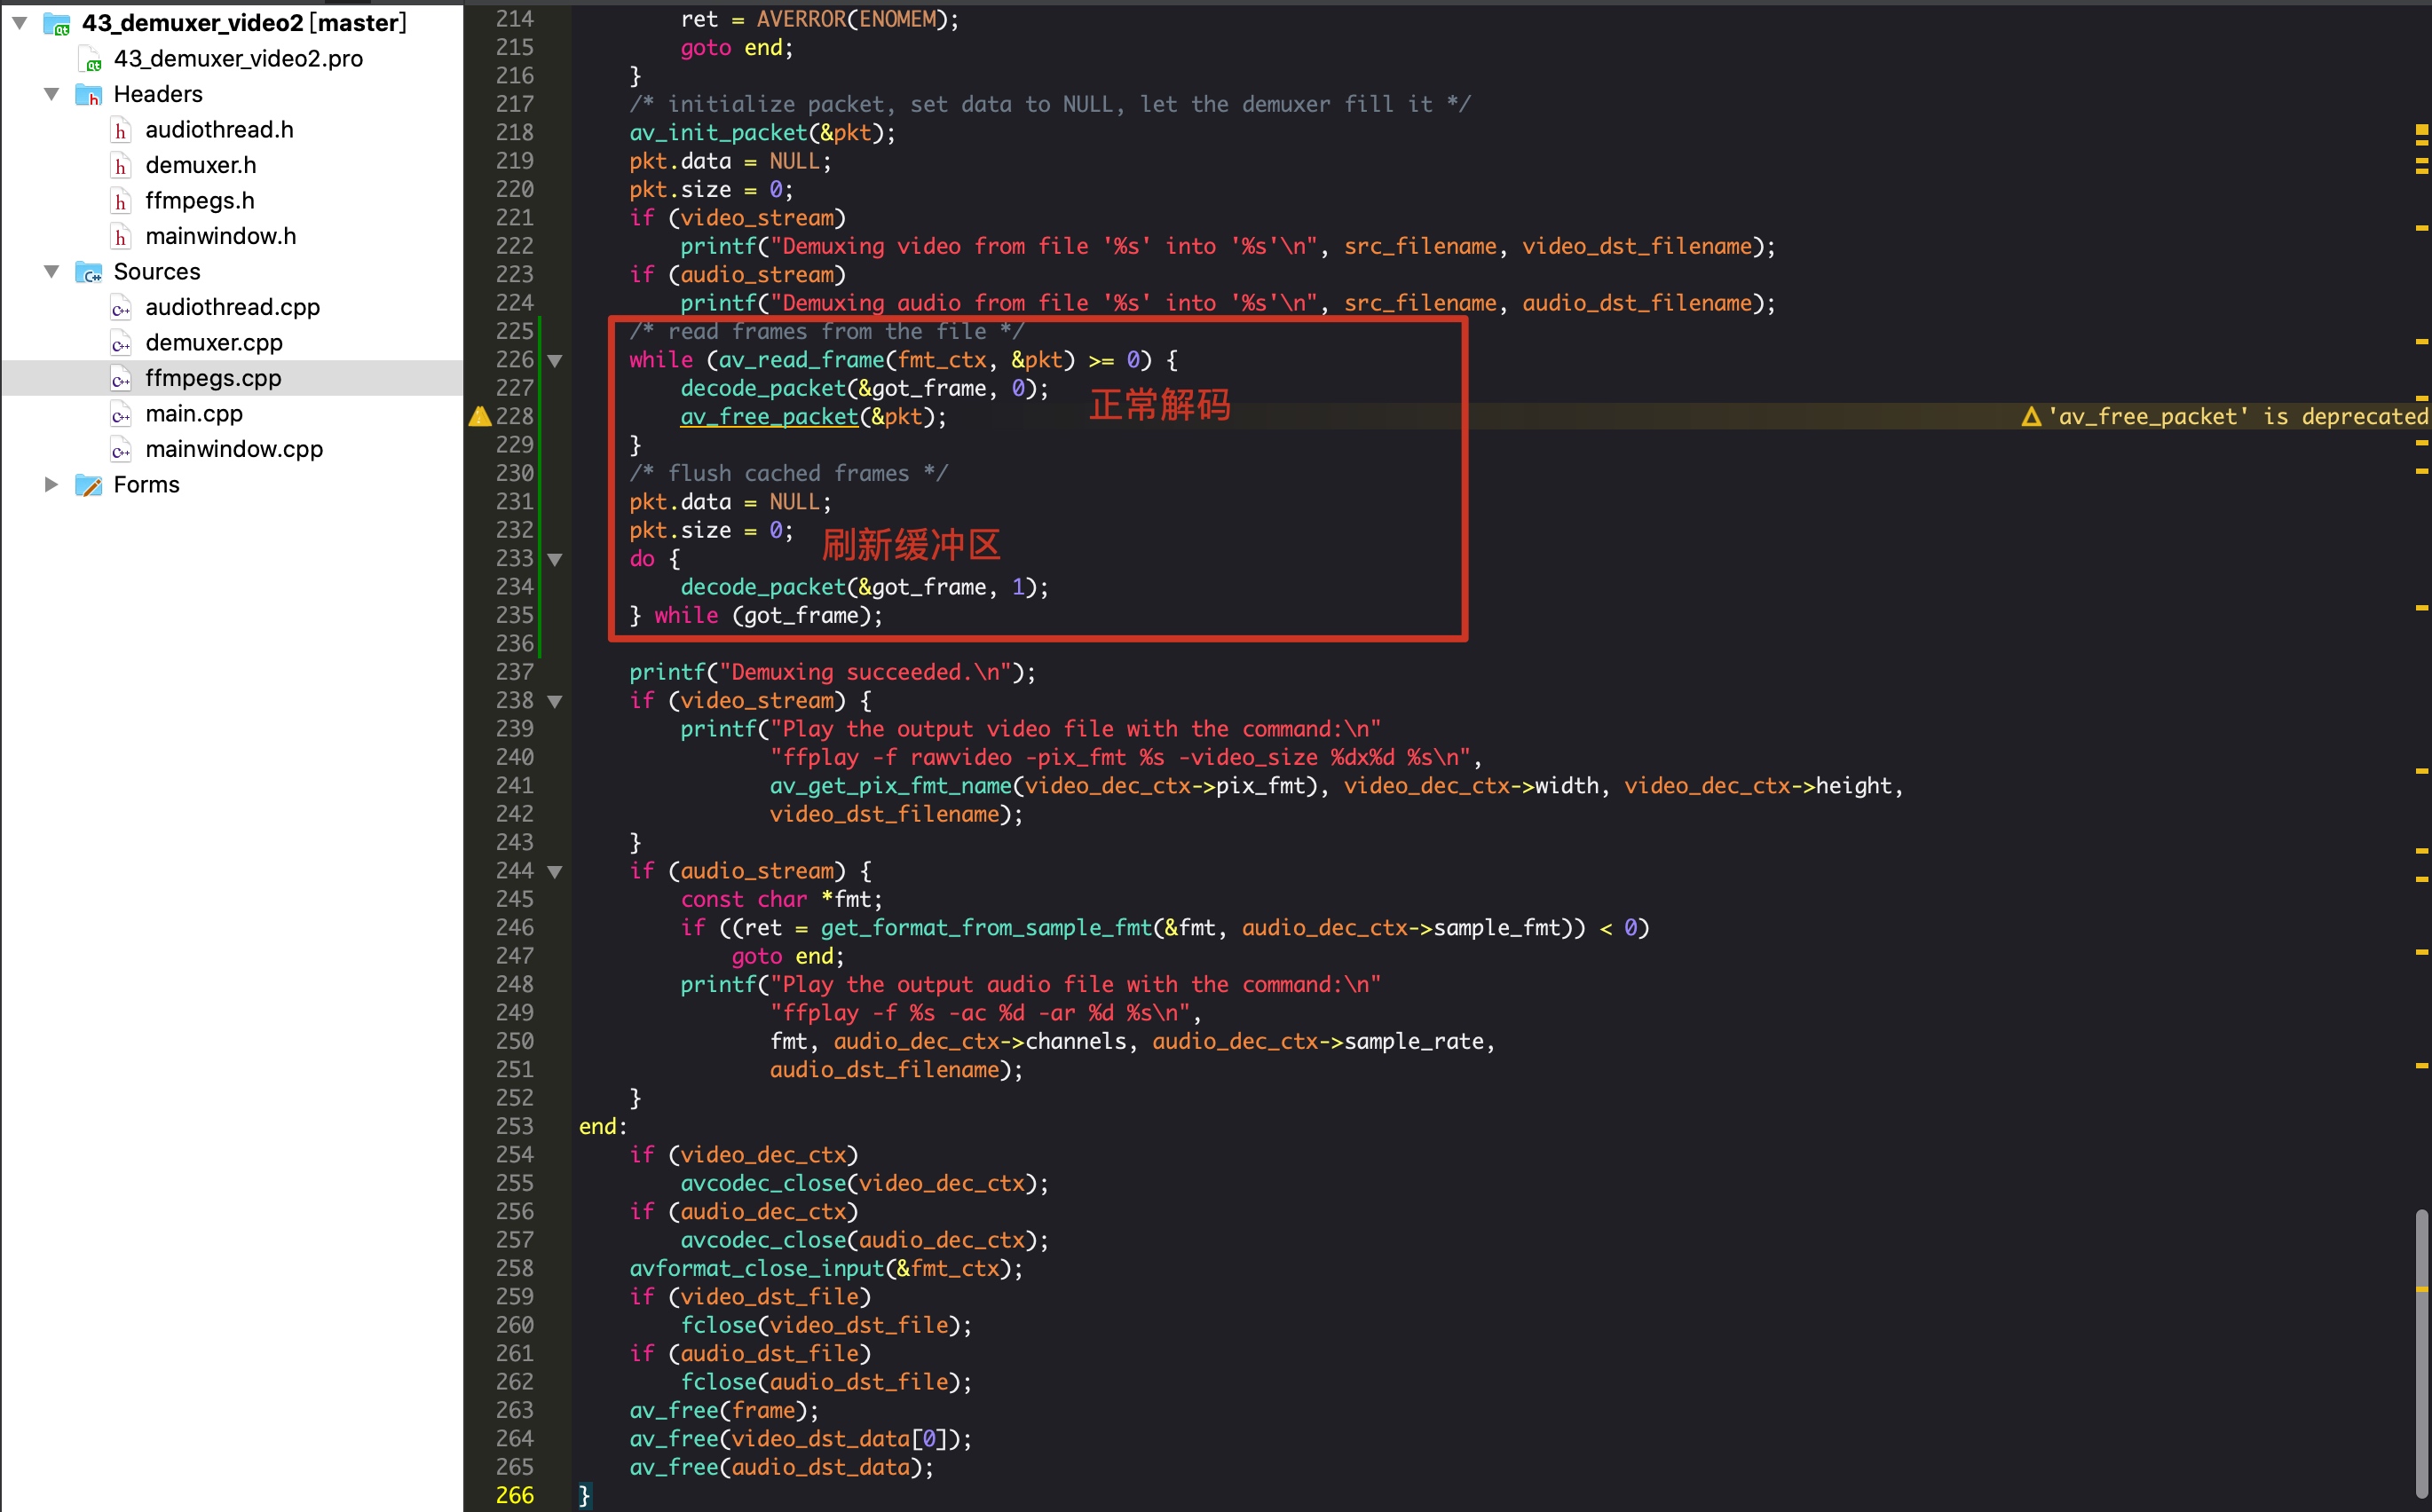 43_demuxer_video2 [master]
43_demuxer_video2.pro
Headers
audiothread.h
demuxer.h
ffmpegs.h
mainwindow.h
Sources
audiothread.cpp
demuxer.cpp
ffmpegs.cpp
main.cpp
mainwindow.cpp
Forms
214 ret = AVERROR(ENOMEM);
215 goto end;
216 }
217 /* initialize packet, set data to NULL, let the demuxer fill it */
218 av_init_packet(&pkt);
219 pkt.data = NULL;
220 pkt.size = 0;
221 if (video_stream)
222 printf("Demuxing video from file '%s' into '%s'\n", src_filename, video_dst_filename);
223 if (audio_stream)
224 printf("Demuxing audio from file '%s' into '%s'\n", src_filename, audio_dst_filename);
225 /* read frames from the file */
226 while (av_read_frame(fmt_ctx, &pkt) >= 0) {
227 decode_packet(&got_frame, 0);
正常解码
228 av_free_packet(&pkt); 'av_free_packet' is deprecated
229 }
230 /* flush cached frames */
231 pkt.data = NULL;
232 pkt.size = 0;
刷新缓冲区
233 do {
234 decode_packet(&got_frame, 1);
235 } while (got_frame);
236
237 printf("Demuxing succeeded.\n");
238 if (video_stream) {
239 printf("Play the output video file with the command:\n"
240 "ffplay -f rawvideo -pix_fmt %s -video_size %dx%d %s\n",
241 av_get_pix_fmt_name(video_dec_ctx->pix_fmt), video_dec_ctx->width, video_dec_ctx->height,
242 video_dst_filename);
243 }
244 if (audio_stream) {
245 const char *fmt;
246 if ((ret = get_format_from_sample_fmt(&fmt, audio_dec_ctx->sample_fmt)) < 0)
247 goto end;
248 printf("Play the output audio file with the command:\n"
249 "ffplay -f %s -ac %d -ar %d %s\n",
250 fmt, audio_dec_ctx->channels, audio_dec_ctx->sample_rate,
251 audio_dst_filename);
252 }
253 end:
254 if (video_dec_ctx)
255 avcodec_close(video_dec_ctx);
256 if (audio_dec_ctx)
257 avcodec_close(audio_dec_ctx);
258 avformat_close_input(&fmt_ctx);
259 if (video_dst_file)
260 fclose(video_dst_file);
261 if (audio_dst_file)
262 fclose(audio_dst_file);
263 av_free(frame);
264 av_free(video_dst_data[0]);
265 av_free(audio_dst_data);
266 }